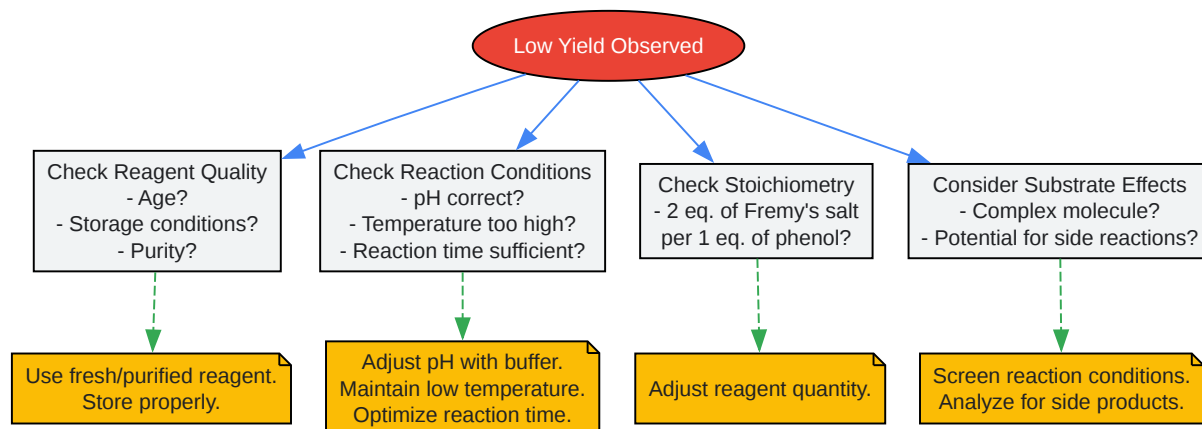 Low Yield Observed
Check Reagent Quality
- Age?
- Storage conditions?
- Purity?
Check Reaction Conditions
- pH correct?
- Temperature too high?
- Reaction time sufficient?
Check Stoichiometry
- 2 eq. of Fremy's salt
per 1 eq. of phenol?
Consider Substrate Effects
- Complex molecule?
- Potential for side reactions?
Use fresh/purified reagent.
Store properly.
Adjust pH with buffer.
Maintain low temperature.
Optimize reaction time.
Adjust reagent quantity.
Screen reaction conditions.
Analyze for side products.